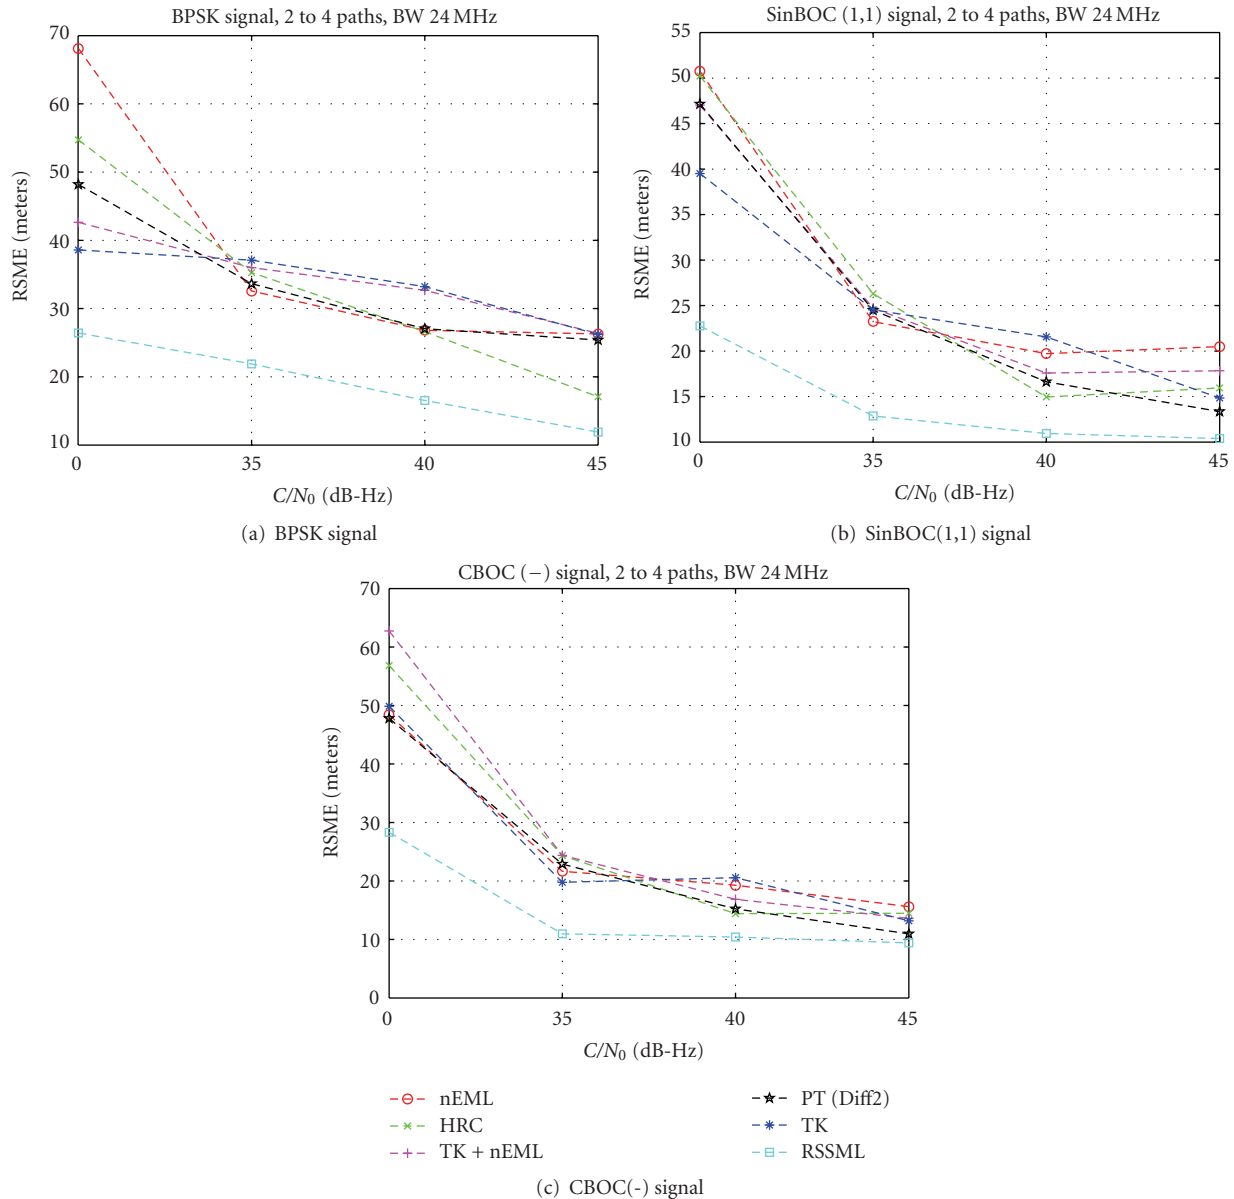 BPSK signal, 2 to 4 paths, BW 24 MHz
70
60
50
40
30
20
10
RSME (meters)
0 35 40 45
C/N0 (dB-Hz)
(a) BPSK signal
SinBOC (1,1) signal, 2 to 4 paths, BW 24 MHz
55
50
45
40
35
30
25
20
15
10
RSME (meters)
0 35 40 45
C/N0 (dB-Hz)
(b) SinBOC(1,1) signal
CBOC (−) signal, 2 to 4 paths, BW 24 MHz
70
60
50
40
30
20
10
0
RSME (meters)
0 35 40 45
C/N0 (dB-Hz)
nEML
HRC
TK + nEML
PT (Diff2)
TK
RSSML
(c) CBOC(-) signal